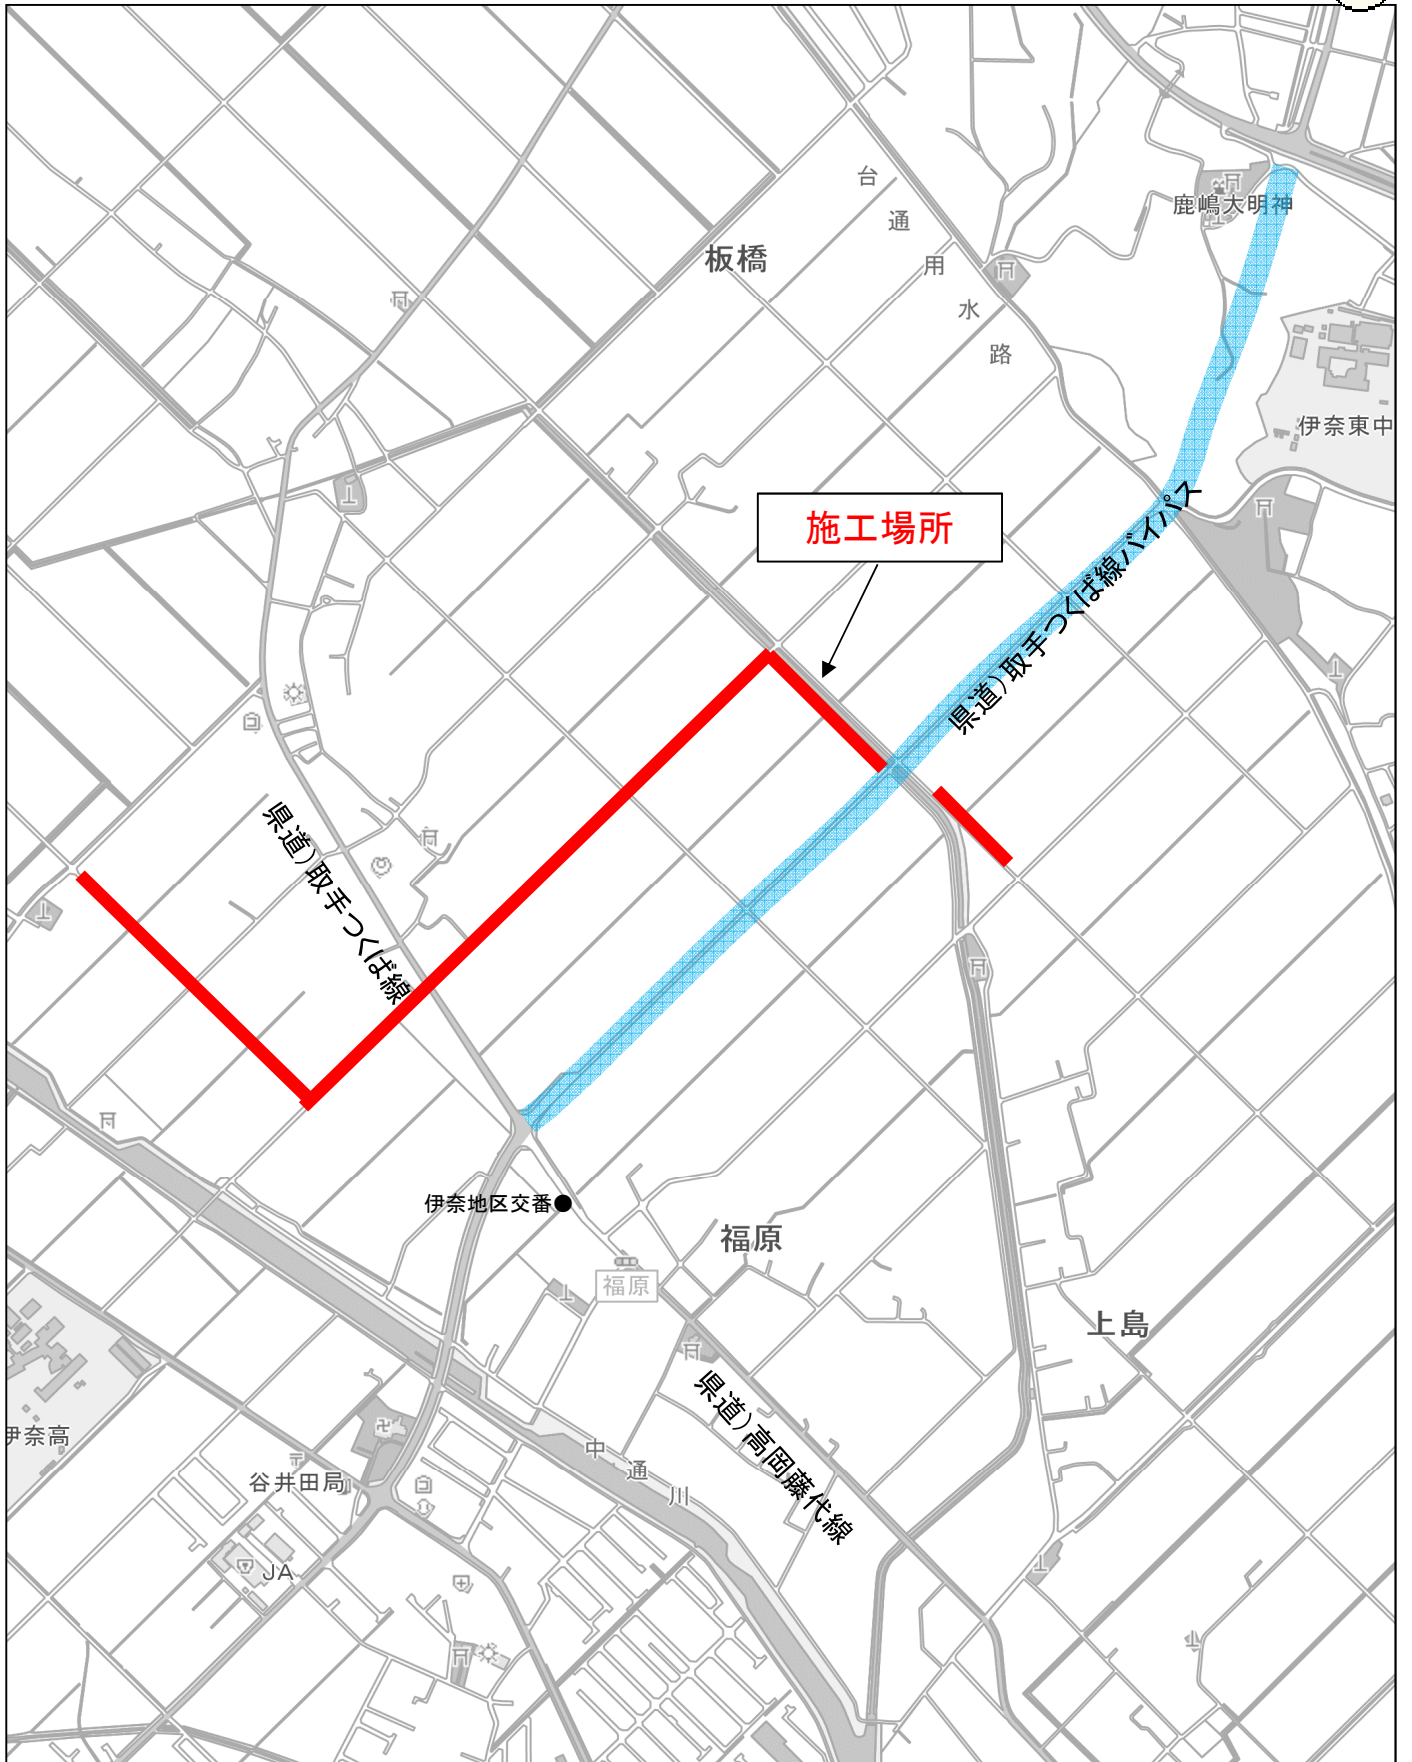 鹿嶋大明神
台通用水路
板橋
伊奈東中
施工場所
県道)取手つくば線バイパス
県道)取手つくば線
伊奈地区交番
福原
福原
上島
県道)高岡藤代線
伊奈高
中通川
谷井田局
JA